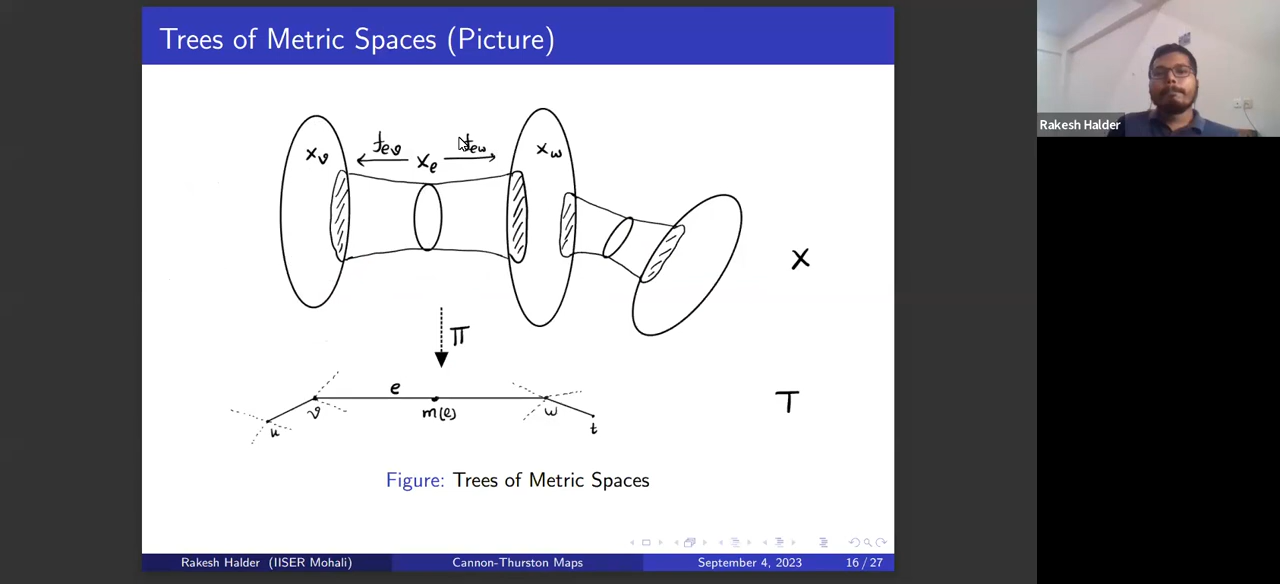 Trees of Metric Spaces (Picture)
X_v f_ev X_e f_ew X_w
X
Π
e
v m(e) w
u t
T
Figure: Trees of Metric Spaces
Rakesh Halder (IISER Mohali) Cannon-Thurston Maps September 4, 2023 16 / 27
Rakesh Halder